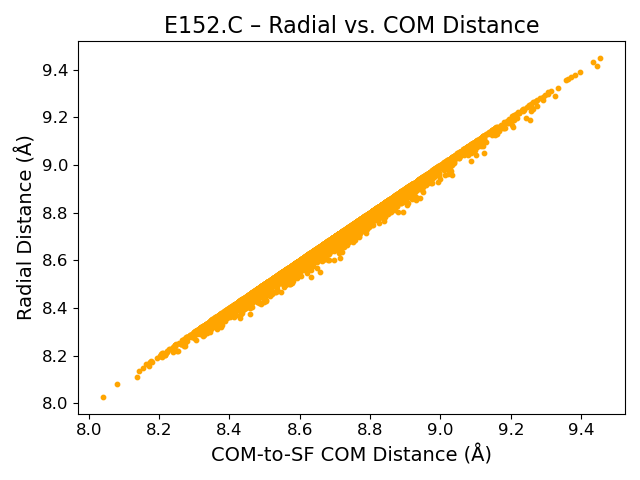 E152.C – Radial vs. COM Distance
Radial Distance (Å)
9.4
9.2
9.0
8.8
8.6
8.4
8.2
8.0
8.0 8.2 8.4 8.6 8.8 9.0 9.2 9.4
COM-to-SF COM Distance (Å)